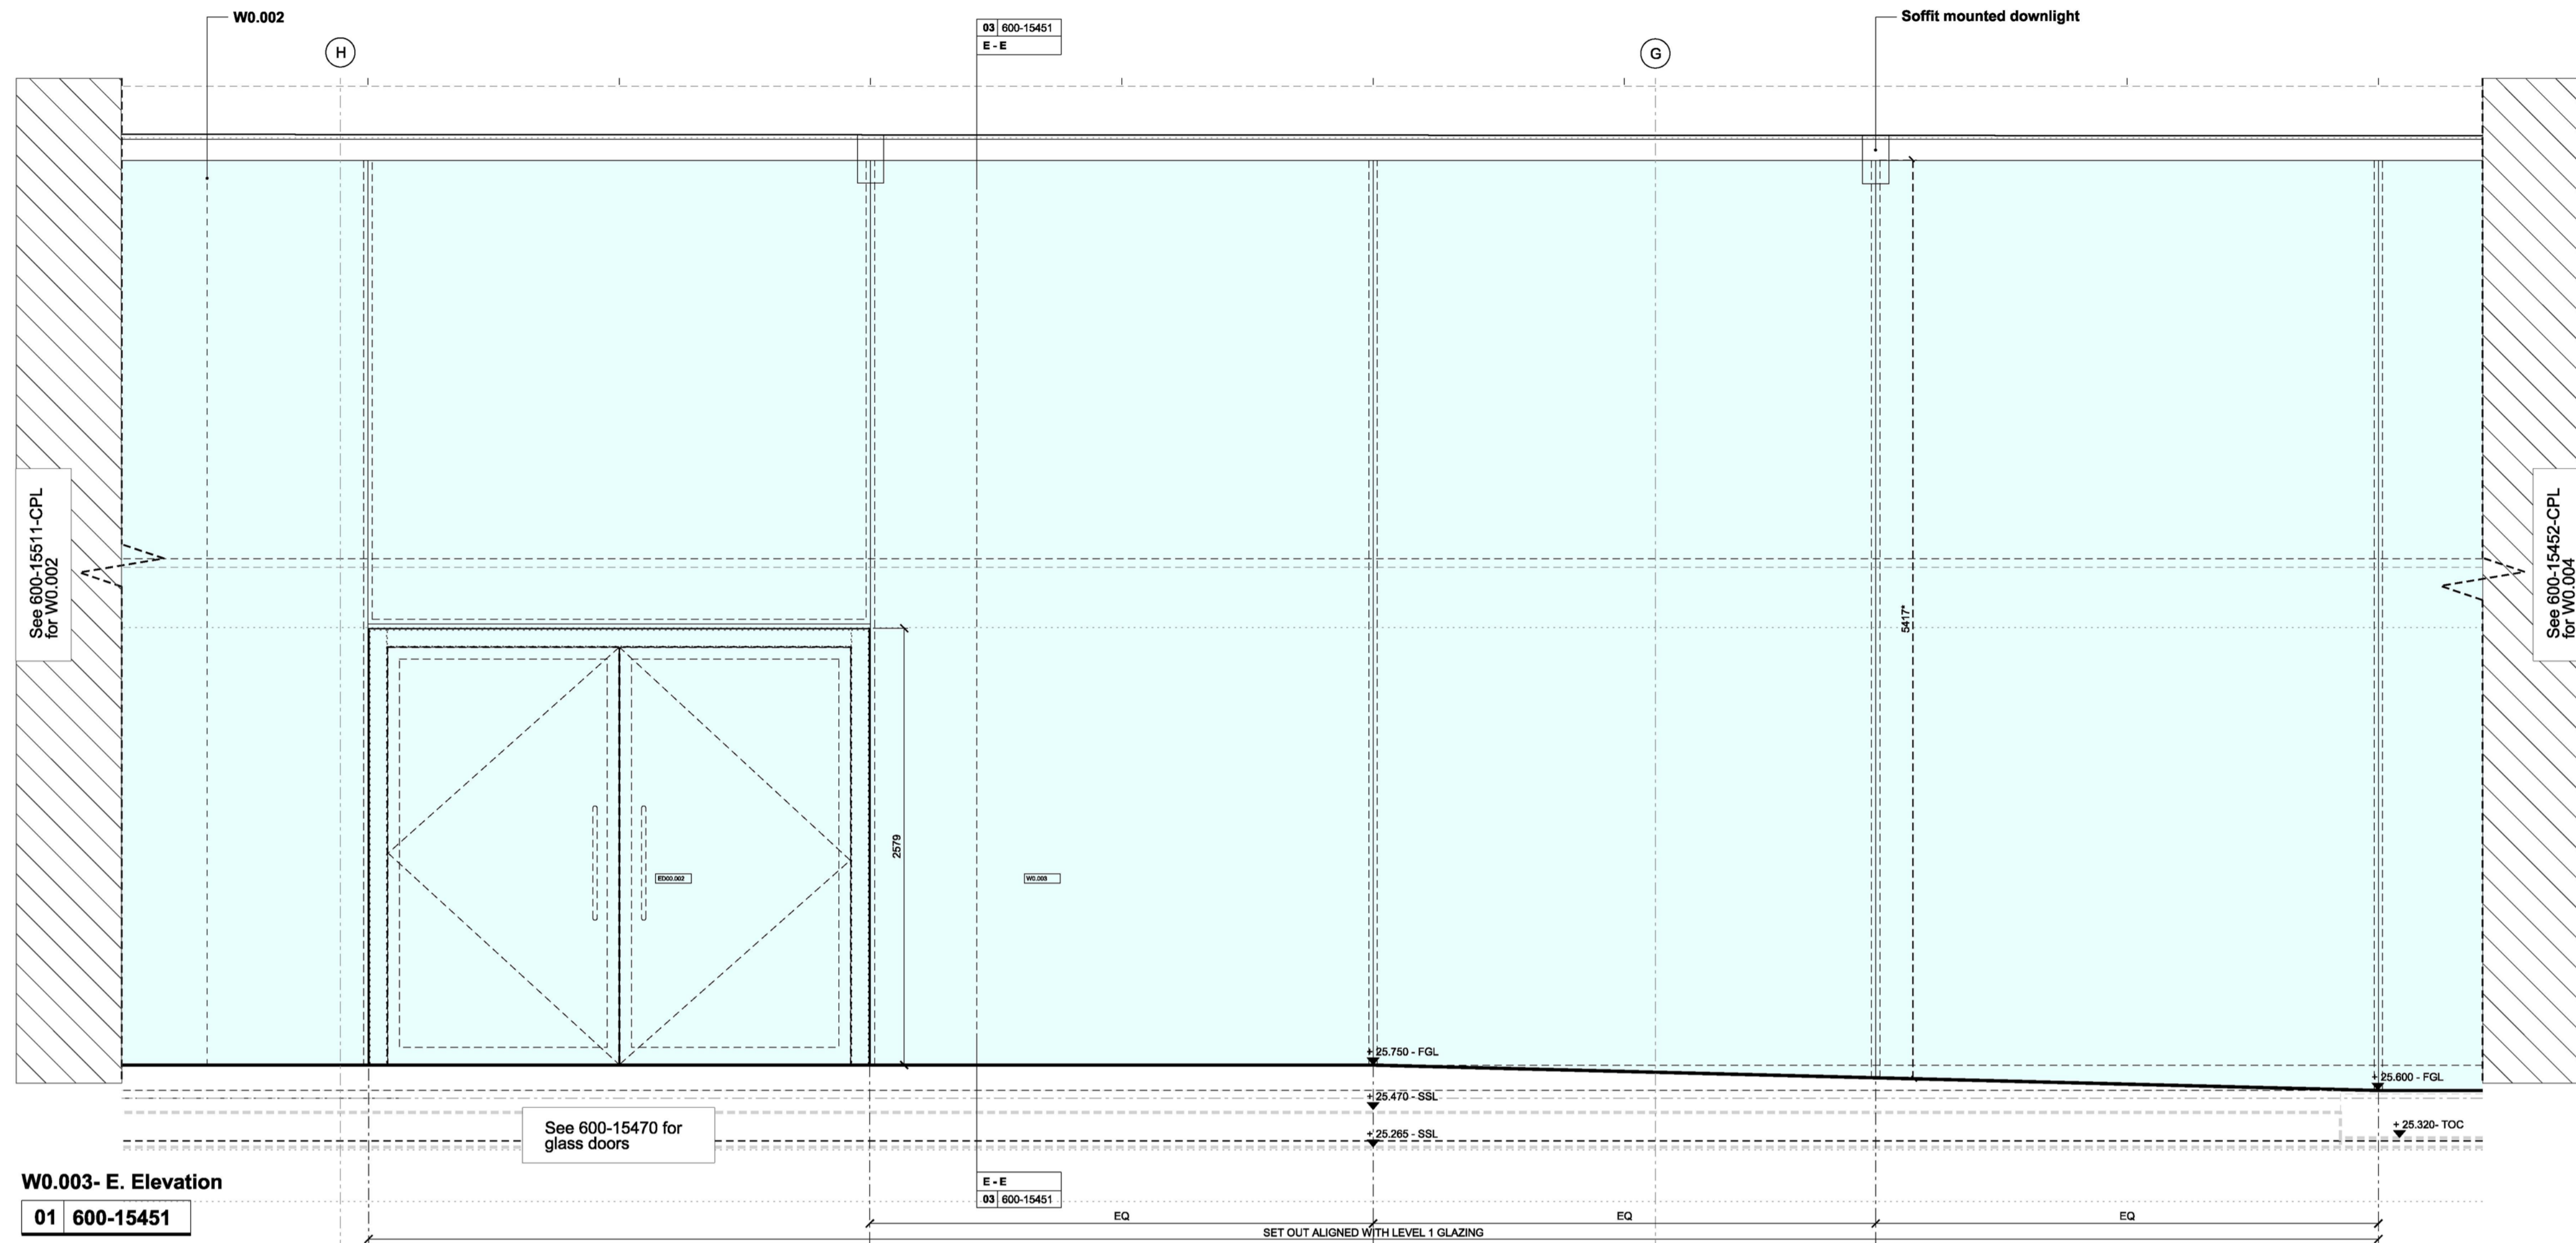 W0.002
Soffit mounted downlight
03 600-15451
E - E
H
G
See 600-15511-CPL
for W0.002
See 600-15452-CPL
for W0.004
5417*
2579
ED00.002
W0.003
+ 25.750 - FGL
+ 25.600 - FGL
+ 25.470 - SSL
+ 25.265 - SSL
+ 25.320- TOC
See 600-15470 for
glass doors
W0.003- E. Elevation
01 600-15451
E - E
03 600-15451
EQ
EQ
EQ
SET OUT ALIGNED WITH LEVEL 1 GLAZING